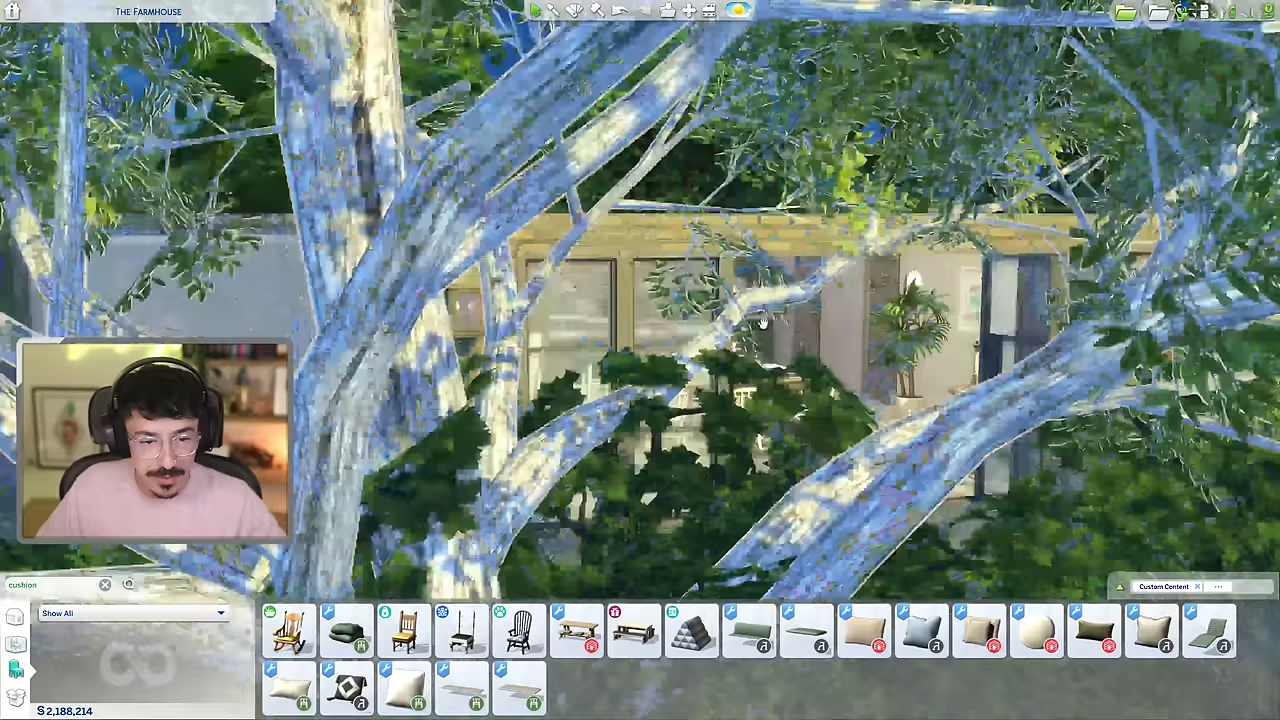 THE FARMHOUSE
cushion
Custom Content
Show All
$2,188,214